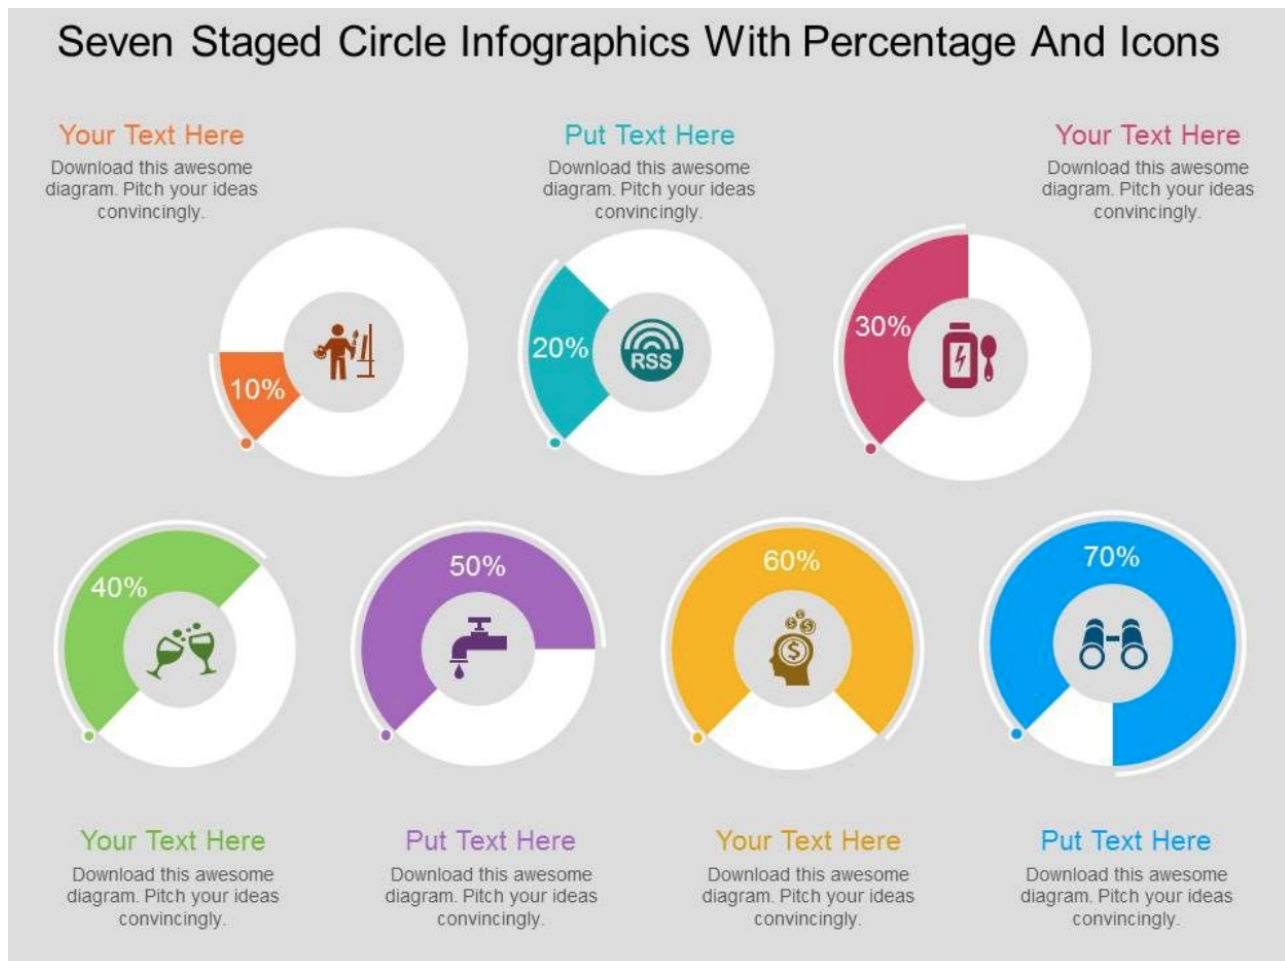 Seven Staged Circle Infographics With Percentage And Icons
Your Text Here
Download this awesome
diagram. Pitch your ideas
convincingly.
Put Text Here
Download this awesome
diagram. Pitch your ideas
convincingly.
Your Text Here
Download this awesome
diagram. Pitch your ideas
convincingly.
10%
20%
RSS
30%
40%
50%
60%
$ $ $
$
70%
Your Text Here
Download this awesome
diagram. Pitch your ideas
convincingly.
Put Text Here
Download this awesome
diagram. Pitch your ideas
convincingly.
Your Text Here
Download this awesome
diagram. Pitch your ideas
convincingly.
Put Text Here
Download this awesome
diagram. Pitch your ideas
convincingly.